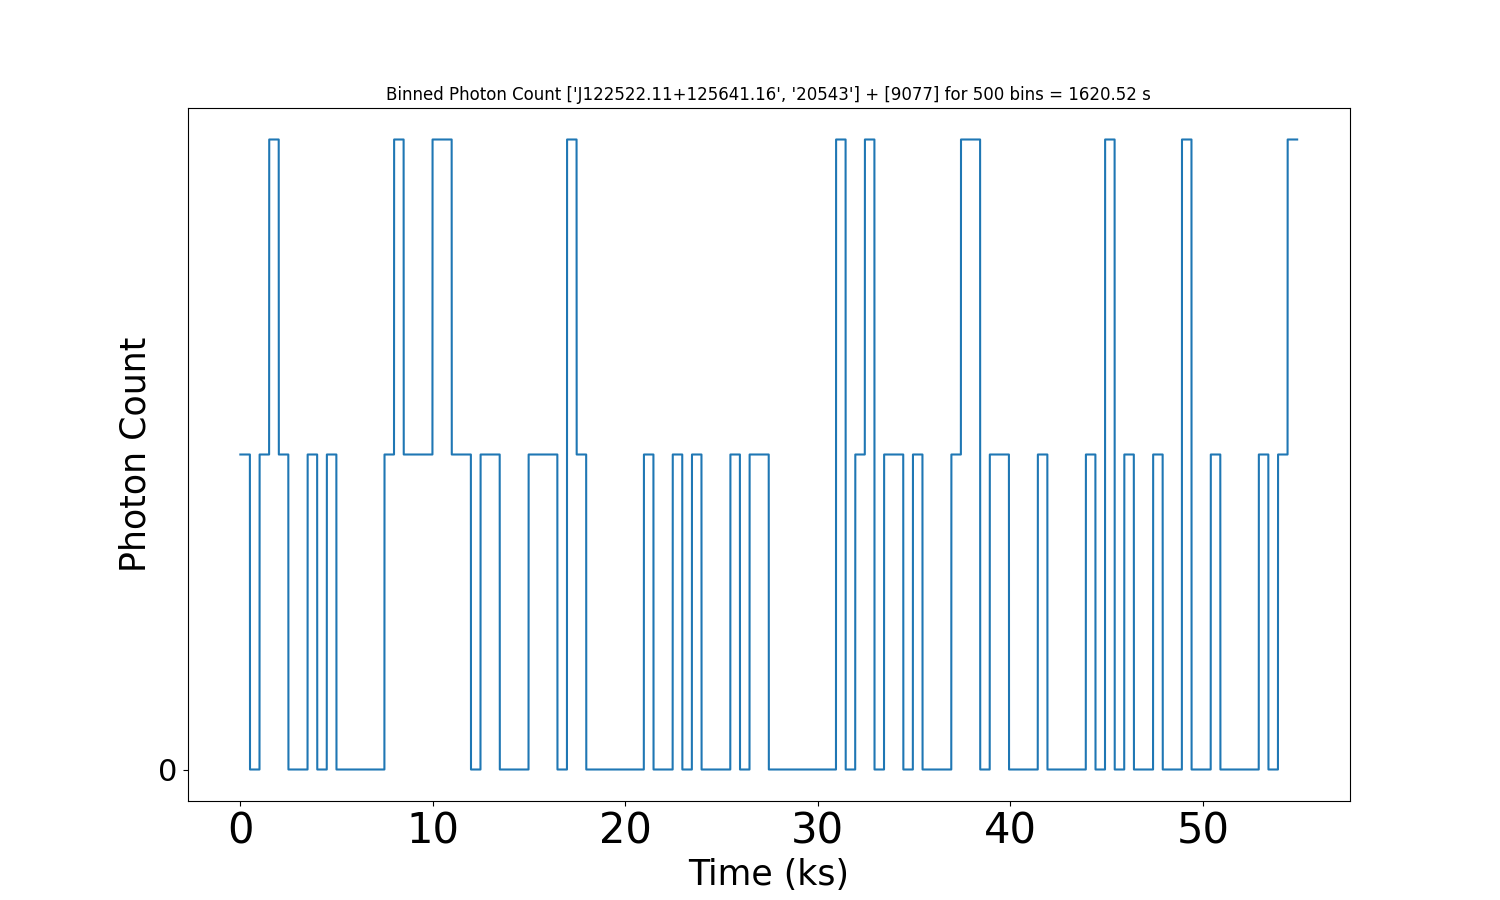 Binned Photon Count ['J122522.11+125641.16', '20543'] + [9077] for 500 bins = 1620.52 s
Photon Count
0
0 10 20 30 40 50
Time (ks)